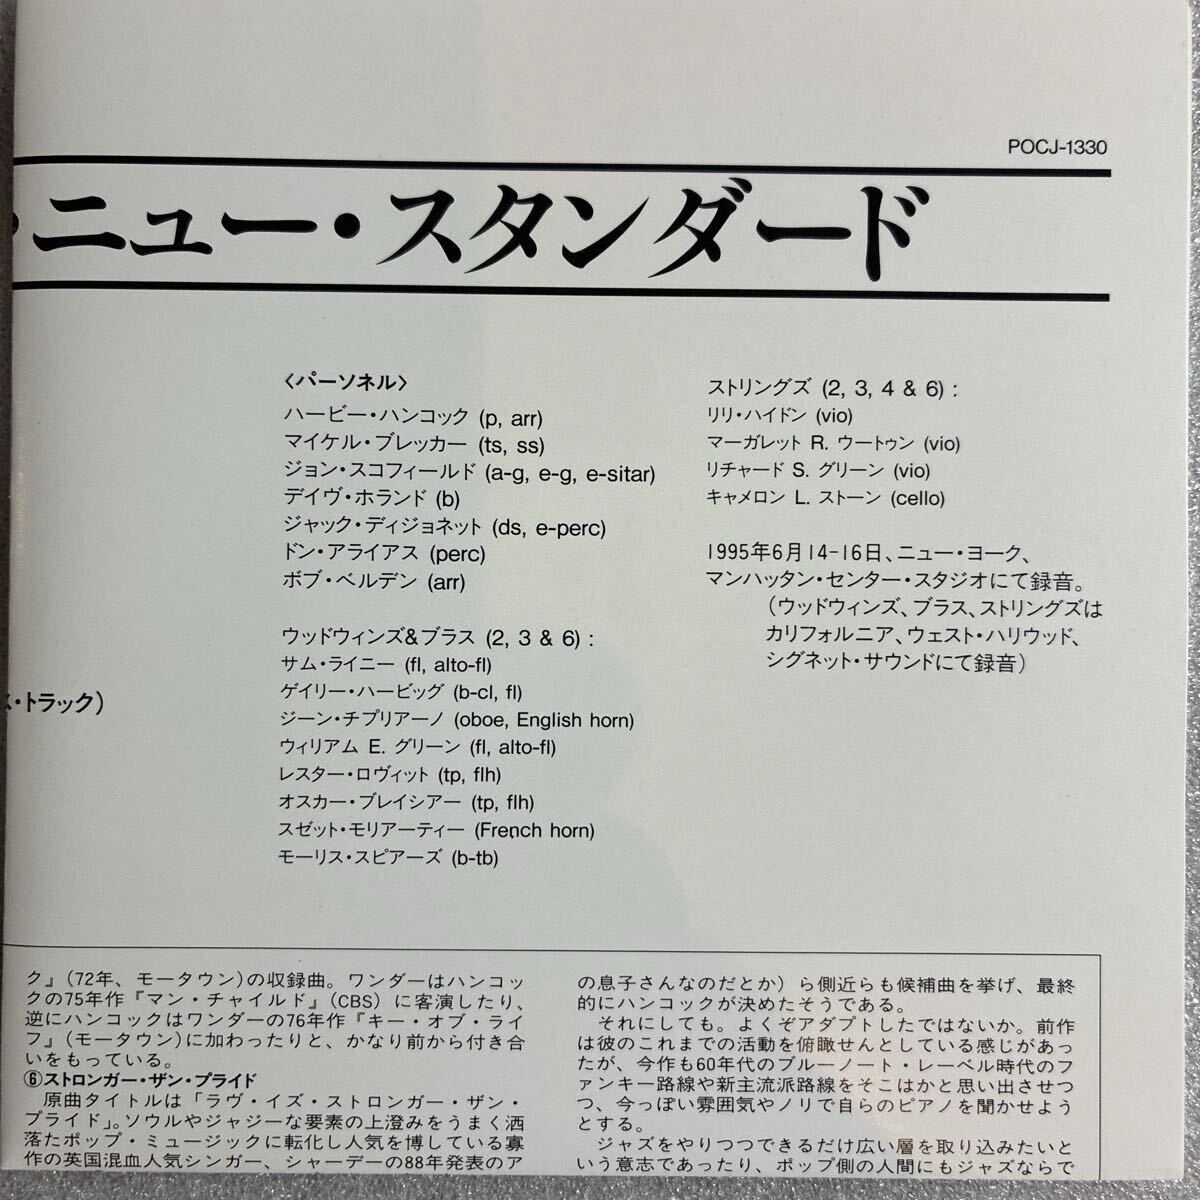 POCJ-1330
・ニュー・スタンダード
〈パーソネル〉
ハービー・ハンコック (p, arr)
マイケル・ブレッカー (ts, ss)
ジョン・スコフィールド (a-g, e-g, e-sitar)
デイヴ・ホランド (b)
ジャック・ディジョネット (ds, e-perc)
ドン・アライアス (perc)
ボブ・ベルデン (arr)
ウッドウィンズ&ブラス (2, 3 & 6) :
サム・ライニー (fl, alto-fl)
ゲイリー・ハービッグ (b-cl, fl)
ジーン・チプリアーノ (oboe, English horn)
ウィリアム E. グリーン (fl, alto-fl)
レスター・ロヴィット (tp, flh)
オスカー・ブレイシアー (tp, flh)
スゼット・モリアーティー (French horn)
モーリス・スピアーズ (b-tb)
ストリングズ (2, 3, 4 & 6) :
リリ・ハイドン (vio)
マーガレット R. ウートゥン (vio)
リチャード S. グリーン (vio)
キャメロン L. ストーン (cello)
1995年6月14-16日、ニュー・ヨーク、
マンハッタン・センター・スタジオにて録音。
(ウッドウィンズ、ブラス、ストリングズは
カリフォルニア、ウェスト・ハリウッド、
シグネット・サウンドにて録音)
ス・トラック)
ク』(72年、モータウン)の収録曲。ワンダーはハンコッ
クの75年作『マン・チャイルド』(CBS) に客演したり、
逆にハンコックはワンダーの76年作『キー・オブ・ライ
フ』(モータウン)に加わったりと、かなり前から付き合
いをもっている。
⑥ストロンガー・ザン・プライド
原曲タイトルは「ラヴ・イズ・ストロンガー・ザン・
プライド」。ソウルやジャジーな要素の上澄みをうまく洒
落たポップ・ミュージックに転化し人気を博している寡
作の英国混血人気シンガー、シャーデーの88年発表のア
の息子さんなのだとか）ら側近らも候補曲を挙げ、最終
的にハンコックが決めたそうである。
それにしても。よくぞアダプトしたではないか。前作
は彼のこれまでの活動を俯瞰せんとしている感じがあっ
たが、今作も60年代のブルーノート・レーベル時代のフ
ァンキー路線や新主流派路線をそこはかと思い出させつ
つ、今っぽい雰囲気やノリで自らのピアノを聞かせよう
とする。
ジャズをやりつつできるだけ広い層を取り込みたいと
いう意志であったり、ポップ側の人間にもジャズならで